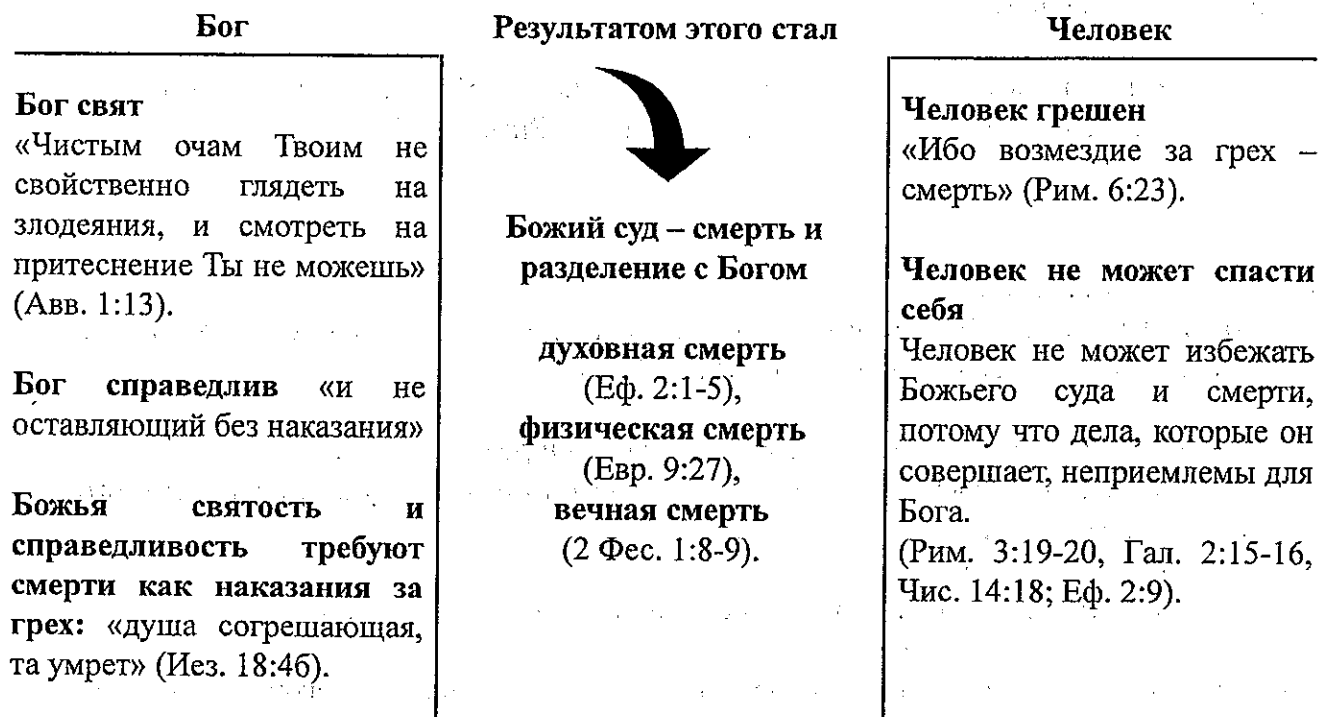 Бог
Бог свят
«Чистым очам Твоим не
свойственно глядеть на
злодеяния, и смотреть на
притеснение Ты не можешь»
(Авв. 1:13).
Бог справедлив «и не
оставляющий без наказания»
Божья святость и
справедливость требуют
смерти как наказания за
грех: «душа согрешающая,
та умрет» (Иез. 18:4б).
Результатом этого стал
Божий суд – смерть и
разделение с Богом
духовная смерть
(Еф. 2:1-5),
физическая смерть
(Евр. 9:27),
вечная смерть
(2 Фес. 1:8-9).
Человек
Человек грешен
«Ибо возмездие за грех –
смерть» (Рим. 6:23).
Человек не может спасти
себя
Человек не может избежать
Божьего суда и смерти,
потому что дела, которые он
совершает, неприемлемы для
Бога.
(Рим. 3:19-20, Гал. 2:15-16,
Чис. 14:18; Еф. 2:9).